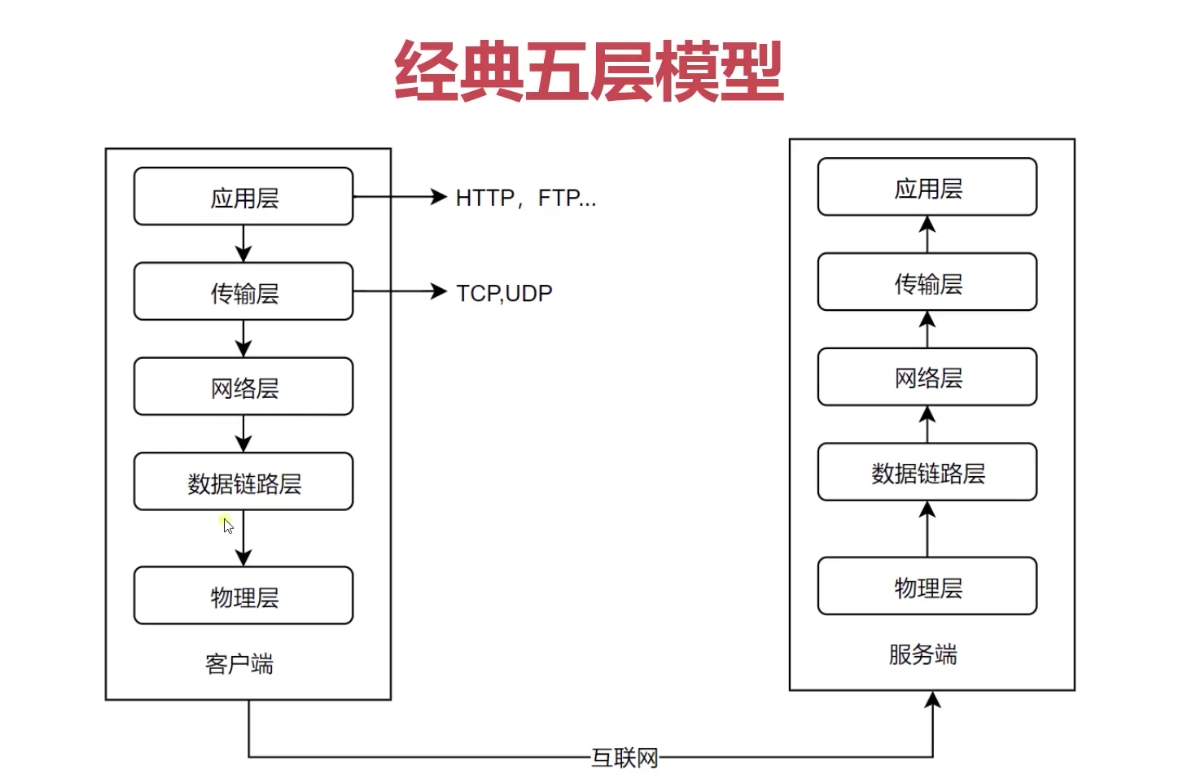 经典五层模型
应用层
HTTP，FTP...
传输层
TCP,UDP
网络层
数据链路层
物理层
客户端
应用层
传输层
网络层
数据链路层
物理层
服务端
互联网